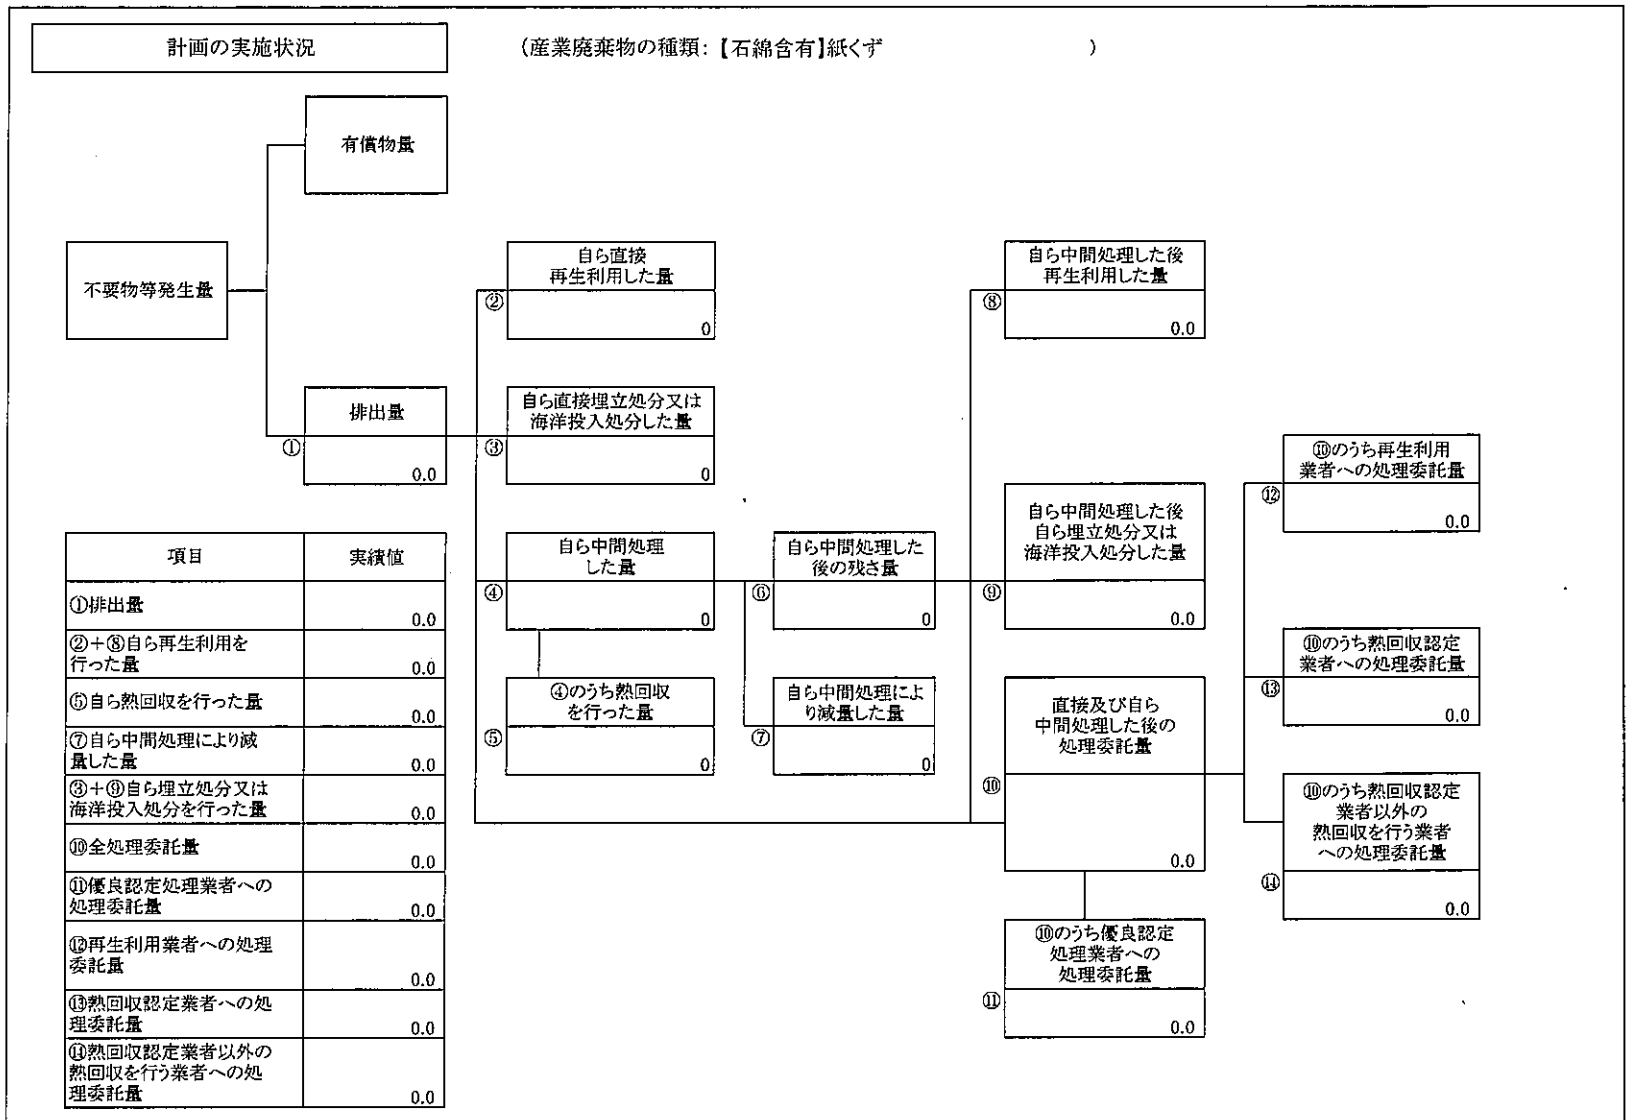 計画の実施状況
(産業廃棄物の種類:【石綿含有】紙くず )
有償物量
不要物等発生量
排出量
①
0.0
自ら直接
再生利用した量
②
0
自ら直接埋立処分又は
海洋投入処分した量
③
0
自ら中間処理
した量
④
0
④のうち熱回収
を行った量
⑤
0
自ら中間処理した
後の残さ量
⑥
0
自ら中間処理によ
り減量した量
⑦
0
自ら中間処理した後
再生利用した量
⑧
0.0
自ら中間処理した後
自ら埋立処分又は
海洋投入処分した量
⑨
0.0
直接及び自ら
中間処理した後の
処理委託量
⑩
0.0
⑩のうち優良認定
処理業者への
処理委託量
⑪
0.0
⑩のうち再生利用
業者への処理委託量
⑫
0.0
⑩のうち熱回収認定
業者への処理委託量
⑬
0.0
⑩のうち熱回収認定
業者以外の
熱回収を行う業者
への処理委託量
⑭
0.0
項目 実績値
①排出量
0.0
②+⑧自ら再生利用を
行った量 0.0
⑤自ら熱回収を行った量
0.0
⑦自ら中間処理により減
量した量 0.0
③+⑨自ら埋立処分又は
海洋投入処分を行った量 0.0
⑩全処理委託量
0.0
⑪優良認定処理業者への
処理委託量 0.0
⑫再生利用業者への処理
委託量
0.0
⑬熱回収認定業者への処
理委託量 0.0
⑭熱回収認定業者以外の
熱回収を行う業者への処
理委託量 0.0